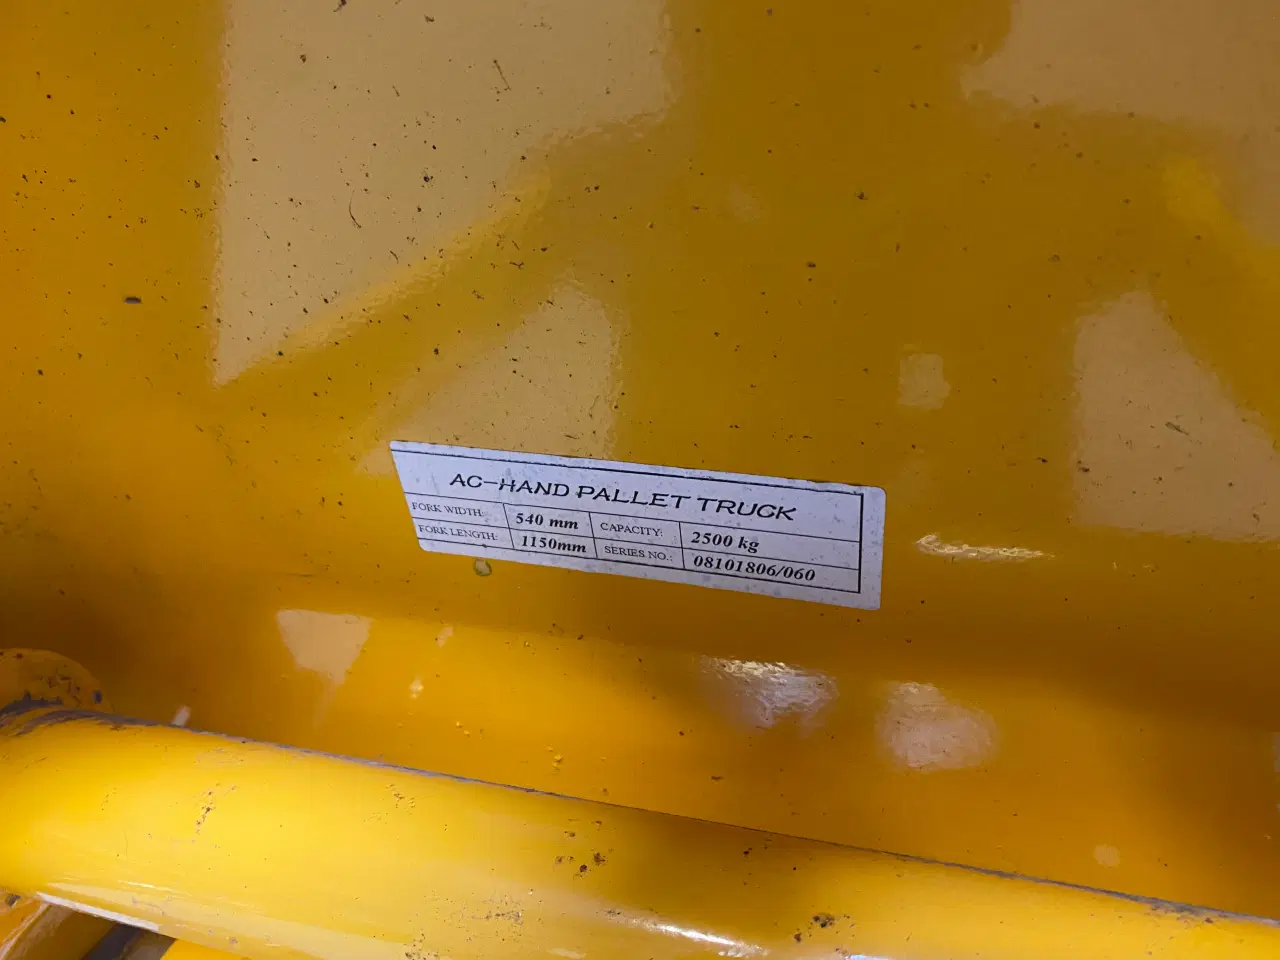 AC-HAND PALLET TRUCK
FORK WIDTH: 540 mm CAPACITY: 2500 kg
FORK LENGTH: 1150mm SERIES NO.: 08101806/060